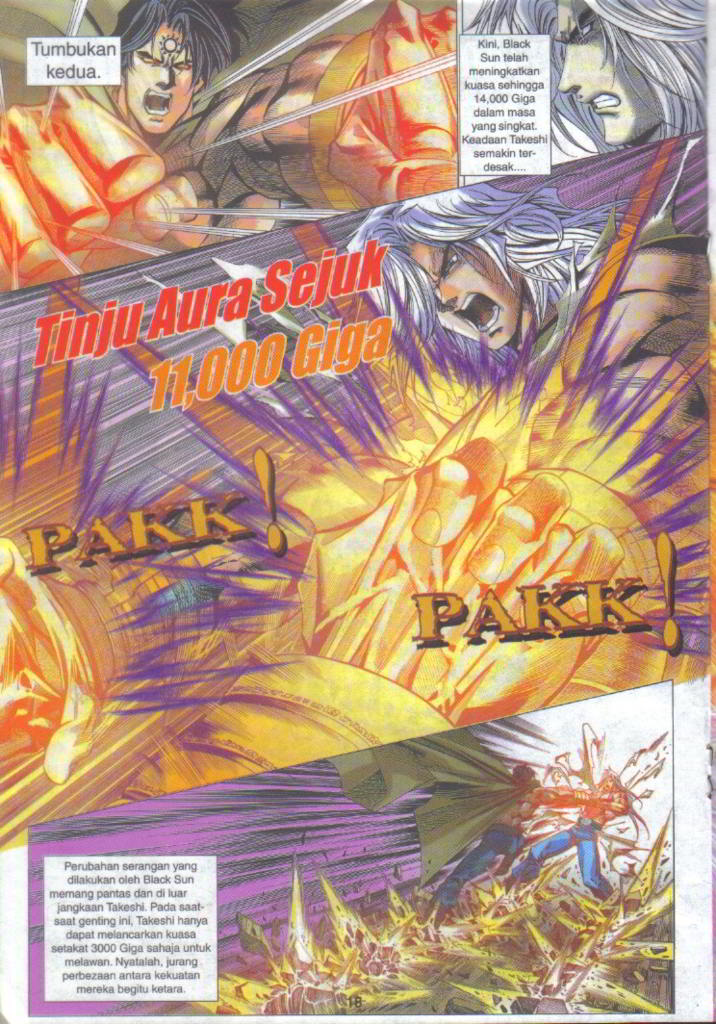 Tumbukan
kedua.
Kini, Black
Sun telah
meningkatkan
kuasa sehingga
14,000 Giga
dalam masa
yang singkat.
Keadaan Takeshi
semakin ter-
desak....
Tinju Aura Sejuk
11,000 Giga
PAKK!
PAKK!
Perubahan serangan yang
dilakukan oleh Black Sun
memang pantas dan di luar
jangkaan Takeshi. Pada saat-
saat genting ini, Takeshi hanya
dapat melancarkan kuasa
setakat 3000 Giga sahaja untuk
melawan. Nyatalah, jurang
perbezaan antara kekuatan
mereka begitu ketara.
18